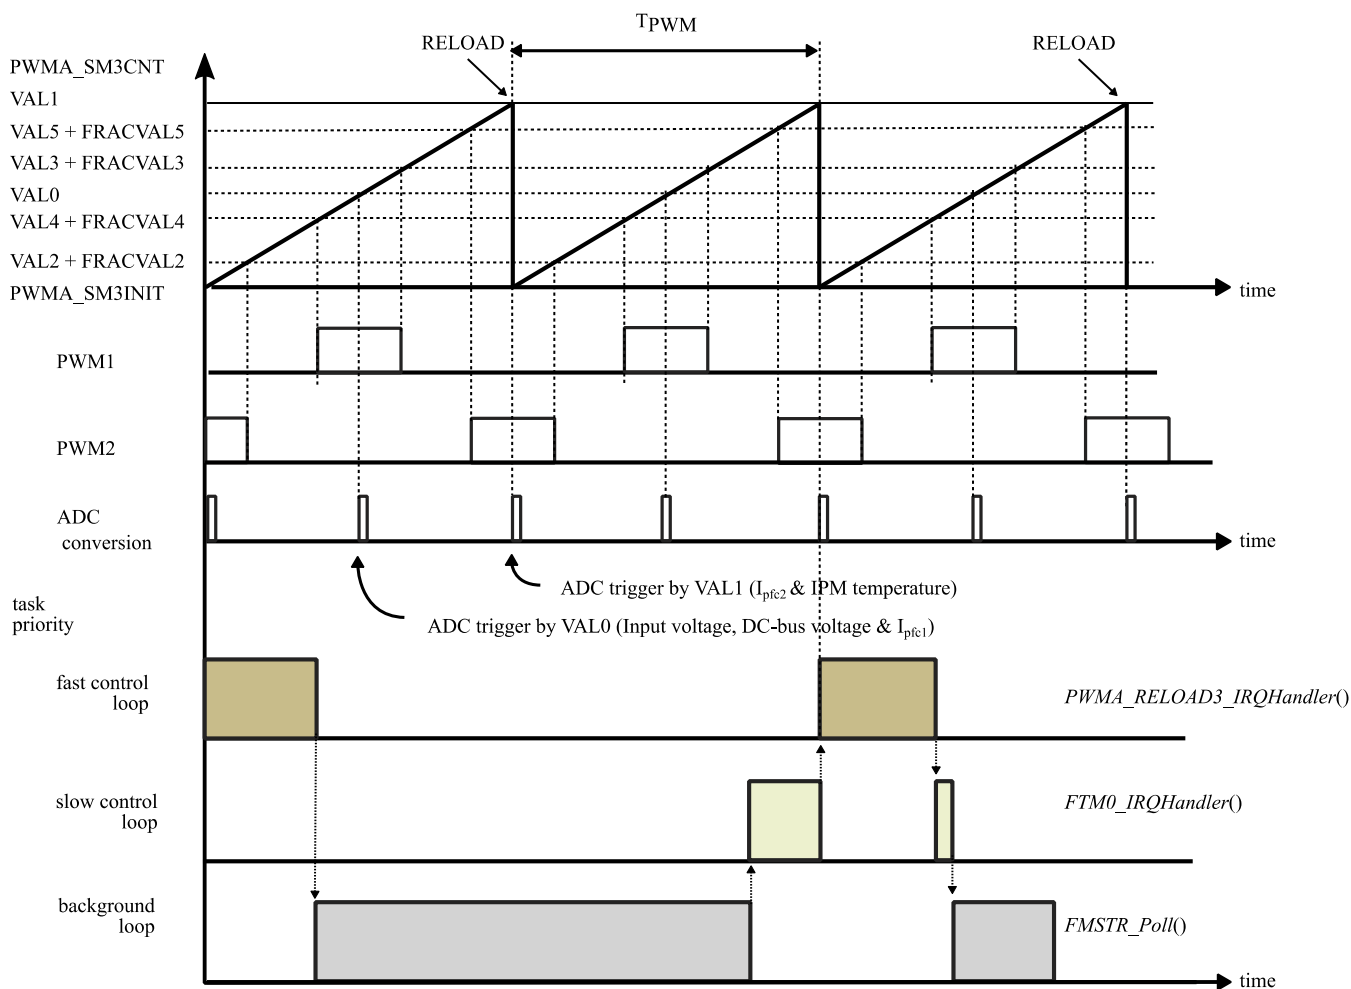 TPWM
RELOAD
RELOAD
PWMA_SM3CNT
VAL1
VAL5 + FRACVAL5
VAL3 + FRACVAL3
VAL0
VAL4 + FRACVAL4
VAL2 + FRACVAL2
PWMA_SM3INIT
time
PWM1
PWM2
ADC
conversion
time
ADC trigger by VAL1 (Ipfc2 & IPM temperature)
task
priority
ADC trigger by VAL0 (Input voltage, DC-bus voltage & Ipfc1)
fast control
loop
PWMA_RELOAD3_IRQHandler()
slow control
loop
FTM0_IRQHandler()
background
loop
FMSTR_Poll()
time